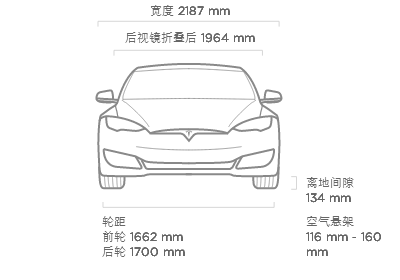 宽度 2187 mm
后视镜折叠后 1964 mm
离地间隙
134 mm
轮距
前轮 1662 mm
后轮 1700 mm
空气悬架
116 mm - 160
mm